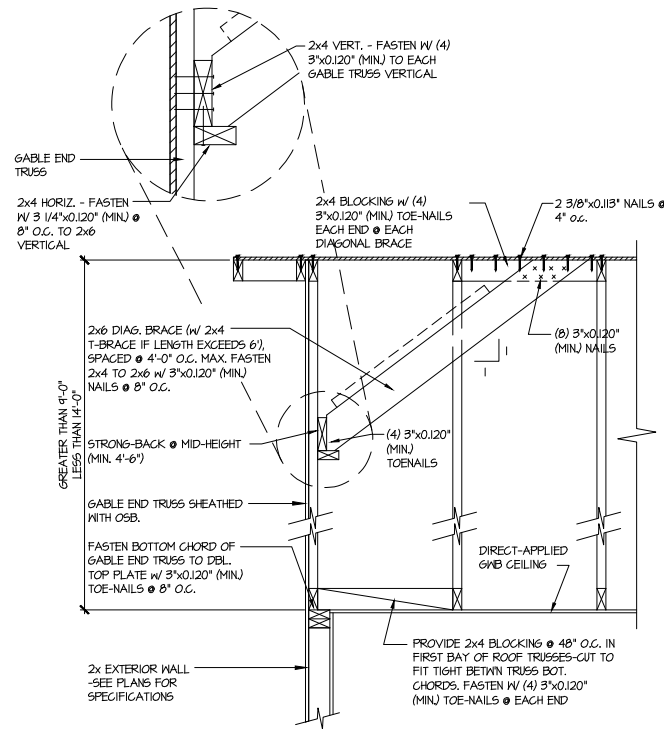 2x4 VERT. - FASTEN W/ (4)
3"x0.120" (MIN.) TO EACH
GABLE TRUSS VERTICAL
GABLE END
TRUSS
2x4 HORIZ. - FASTEN
W/ 3 1/4"x0.120" (MIN.) @
8" O.C. TO 2x6
VERTICAL
2x4 BLOCKING W/ (4)
3"x0.120" (MIN.) TOE-NAILS
EACH END @ EACH
DIAGONAL BRACE
2 3/8"x0.113" NAILS @
4" O.C.
2x6 DIAG. BRACE (W/ 2x4
T-BRACE IF LENGTH EXCEEDS 6'),
SPACED @ 4'-0" O.C. MAX. FASTEN
2x4 TO 2x6 W/ 3"x0.120" (MIN.)
NAILS @ 8" O.C.
(8) 3"x0.120"
(MIN.) NAILS
1
1
GREATER THAN 9'-0"
LESS THAN 14'-0"
STRONG-BACK @ MID-HEIGHT
(MIN. 4'-6")
(4) 3"x0.120"
(MIN.)
TOENAILS
GABLE END TRUSS SHEATHED
WITH OSB.
FASTEN BOTTOM CHORD OF
GABLE END TRUSS TO DBL.
TOP PLATE W/ 3"x0.120" (MIN.)
TOE-NAILS @ 8" O.C.
DIRECT-APPLIED
GWB CEILING
2x EXTERIOR WALL
-SEE PLANS FOR
SPECIFICATIONS
PROVIDE 2x4 BLOCKING @ 48" O.C. IN
FIRST BAY OF ROOF TRUSSES-CUT TO
FIT TIGHT BETW'N TRUSS BOT.
CHORDS. FASTEN W/ (4) 3"x0.120"
(MIN.) TOE-NAILS @ EACH END